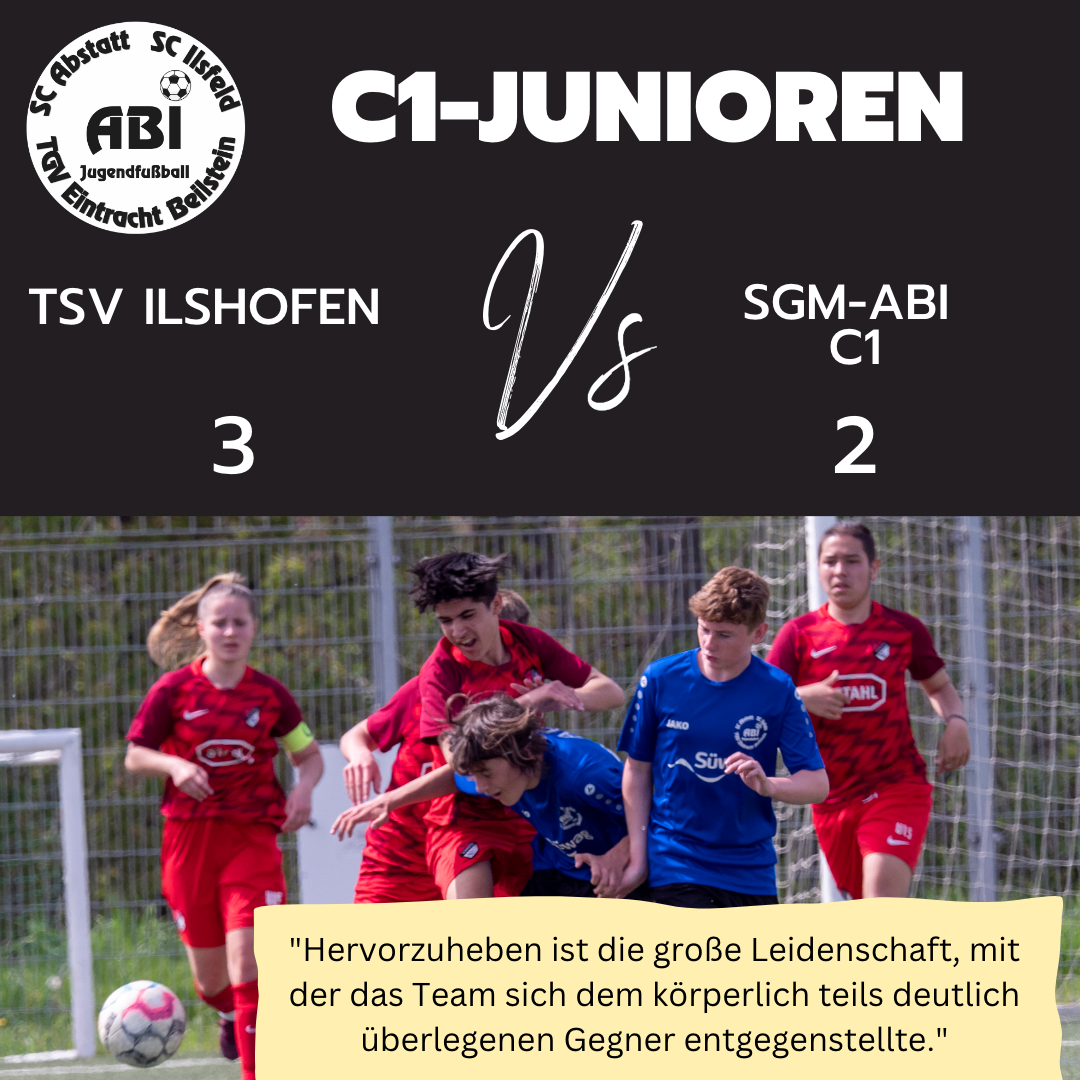 SC Abstatt SC Ilsfeld
ABI
Jugendfußball
TGV Eintracht Beilstein
C1-JUNIOREN
TSV ILSHOFEN
Vs
SGM-ABI
C1
3
2
JAKO
ABI
STAHL
"Hervorzuheben ist die große Leidenschaft, mit
der das Team sich dem körperlich teils deutlich
überlegenen Gegner entgegenstellte."